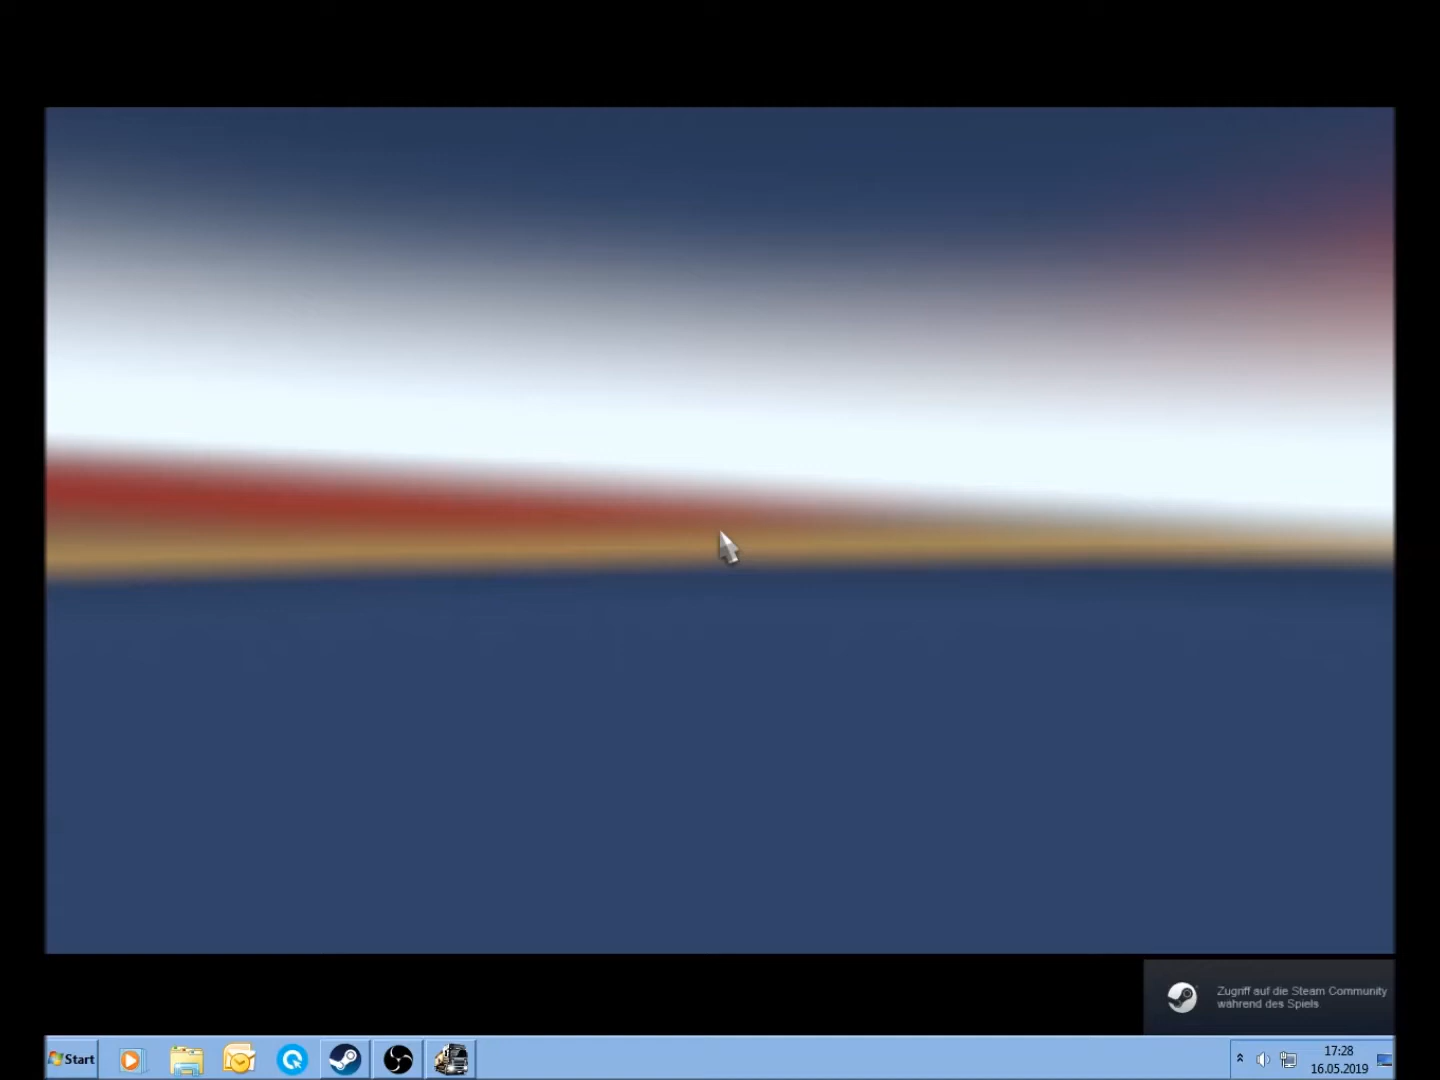 Zugriff auf die Steam Community
während des Spiels
Start
17:28
16.05.2019